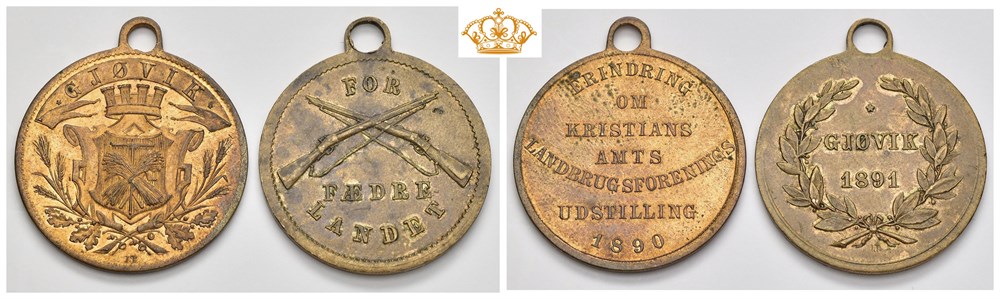 · GJØVIK ·
FOR
FÆDRE
LANDET
ERINDRING
OM
KRISTIANS
AMTS
LANDBRUGSFORENINGS
UDSTILLING.
1890
GJØVIK
1891